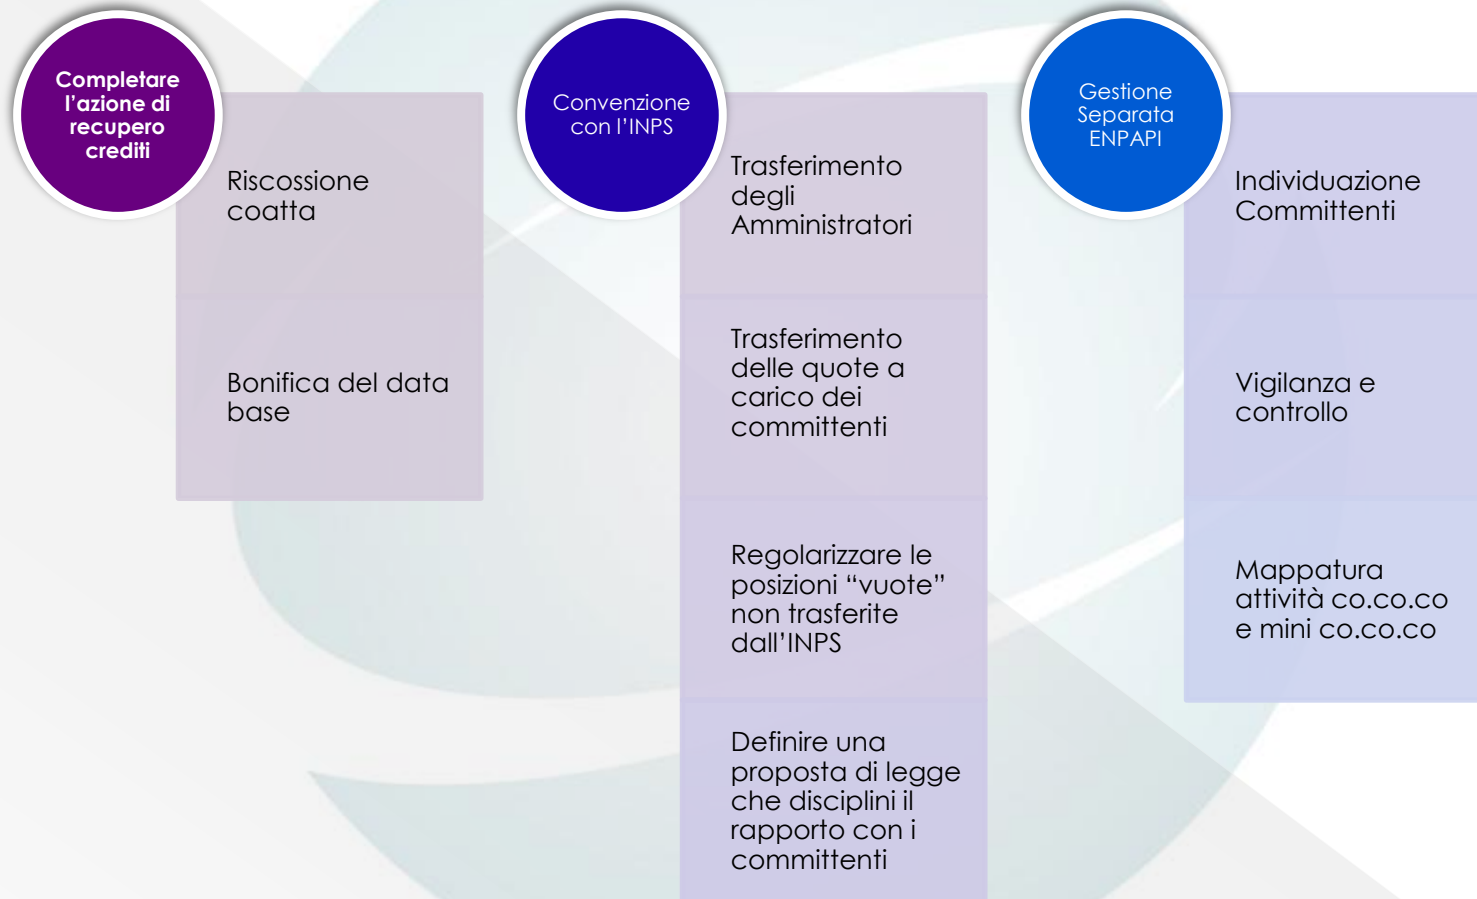 Completare
l'azione di
recupero
crediti
Riscossione
coatta
Bonifica del data
base
Convenzione
con l'INPS
Trasferimento
degli
Amministratori
Trasferimento
delle quote a
carico dei
committenti
Regolarizzare le
posizioni “vuote”
non trasferite
dall'INPS
Definire una
proposta di legge
che disciplini il
rapporto con i
committenti
Gestione
Separata
ENPAPI
Individuazione
Committenti
Vigilanza e
controllo
Mappatura
attività co.co.co
e mini co.co.co